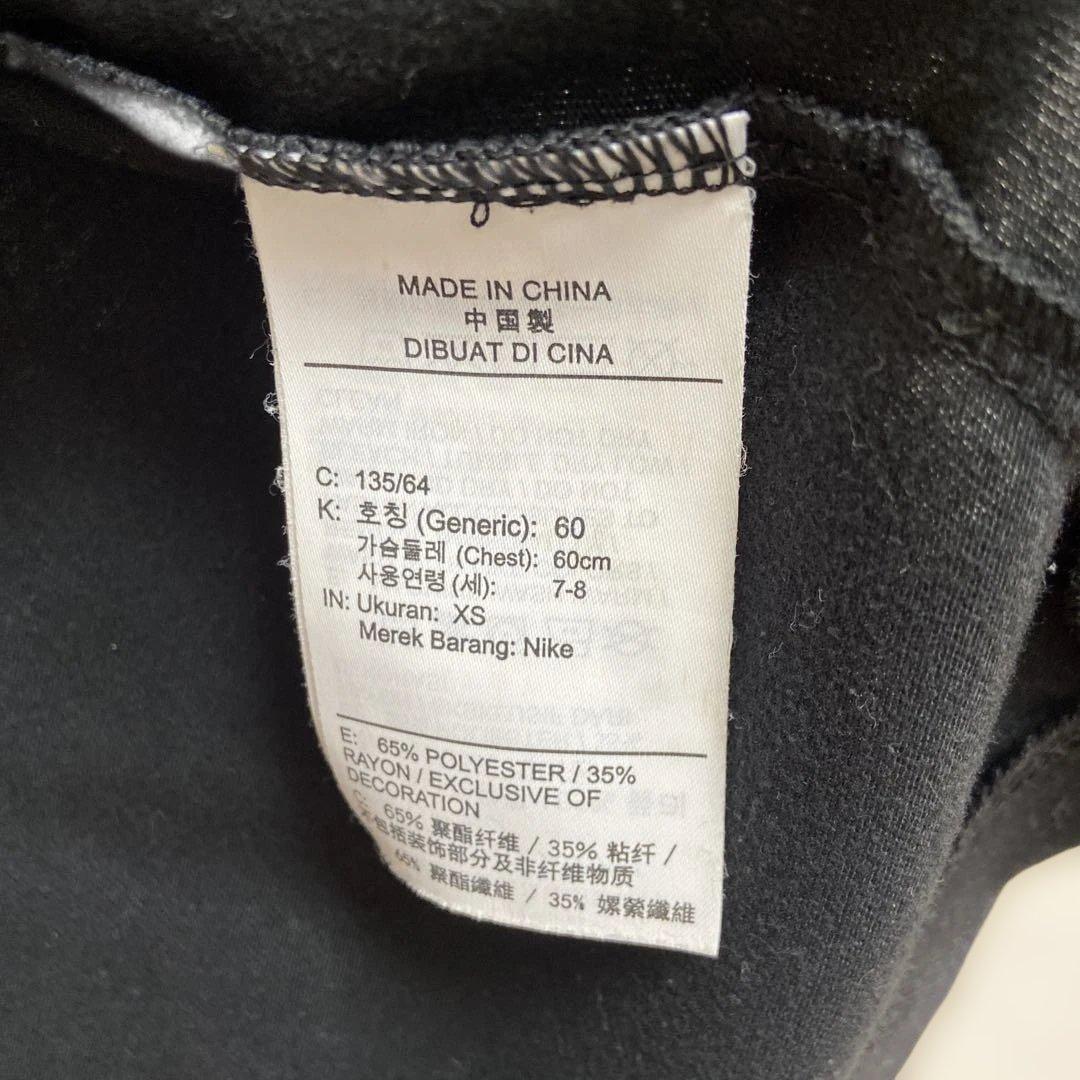 MADE IN CHINA
中国製
DIBUAT DI CINA
C: 135/64
K: 호칭 (Generic): 60
가슴둘레 (Chest): 60cm
사용연령 (세): 7-8
IN: Ukuran: XS
Merek Barang: Nike
E: 65% POLYESTER / 35%
RAYON / EXCLUSIVE OF
DECORATION
C: 65% 聚酯纤维 / 35% 粘纤 /
不包括装饰部分及非纤维物质
65% 聚酯纖維 / 35% 嫘縈纖維